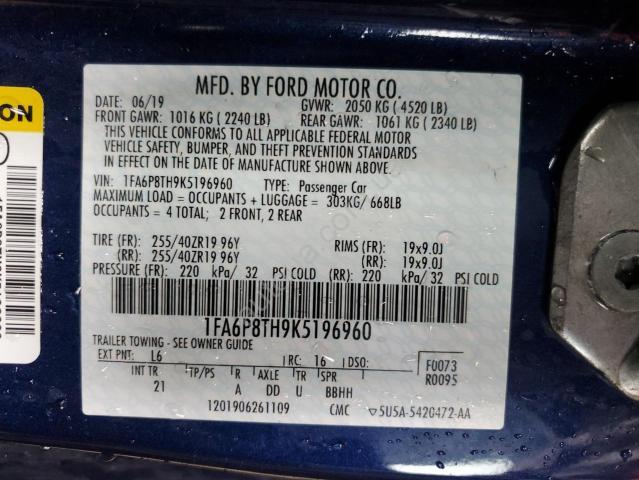 MFD. BY FORD MOTOR CO.
DATE: 06/19 GVWR: 2050 KG ( 4520 LB)
FRONT GAWR: 1016 KG ( 2240 LB) REAR GAWR: 1061 KG ( 2340 LB)
THIS VEHICLE CONFORMS TO ALL APPLICABLE FEDERAL MOTOR
VEHICLE SAFETY, BUMPER, AND THEFT PREVENTION STANDARDS
IN EFFECT ON THE DATE OF MANUFACTURE SHOWN ABOVE.
VIN: 1FA6P8TH9K5196960 TYPE: Passenger Car
MAXIMUM LOAD = OCCUPANTS + LUGGAGE = 303KG/ 668LB
OCCUPANTS = 4 TOTAL; 2 FRONT, 2 REAR
TIRE (FR): 255/40ZR19 96Y RIMS (FR): 19x9.0J
(RR): 255/40ZR19 96Y (RR): 19x9.0J
PRESSURE (FR): 220 kPa/ 32 PSI COLD (RR): 220 kPa/ 32 PSI COLD
1FA6P8TH9K5196960
TRAILER TOWING - SEE OWNER GUIDE
EXT PNT: L6 RC: 16 DSO: F0073
INT TR TP/PS R AXLE TR SPR R0095
21 A DD U BBHH
1201906261109 CMC 5U5A-5420472-AA